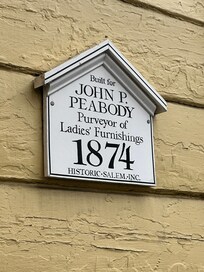 Built for
JOHN P.
PEABODY
Purveyor of
Ladies' Furnishings
1874
HISTORIC SALEM INC.